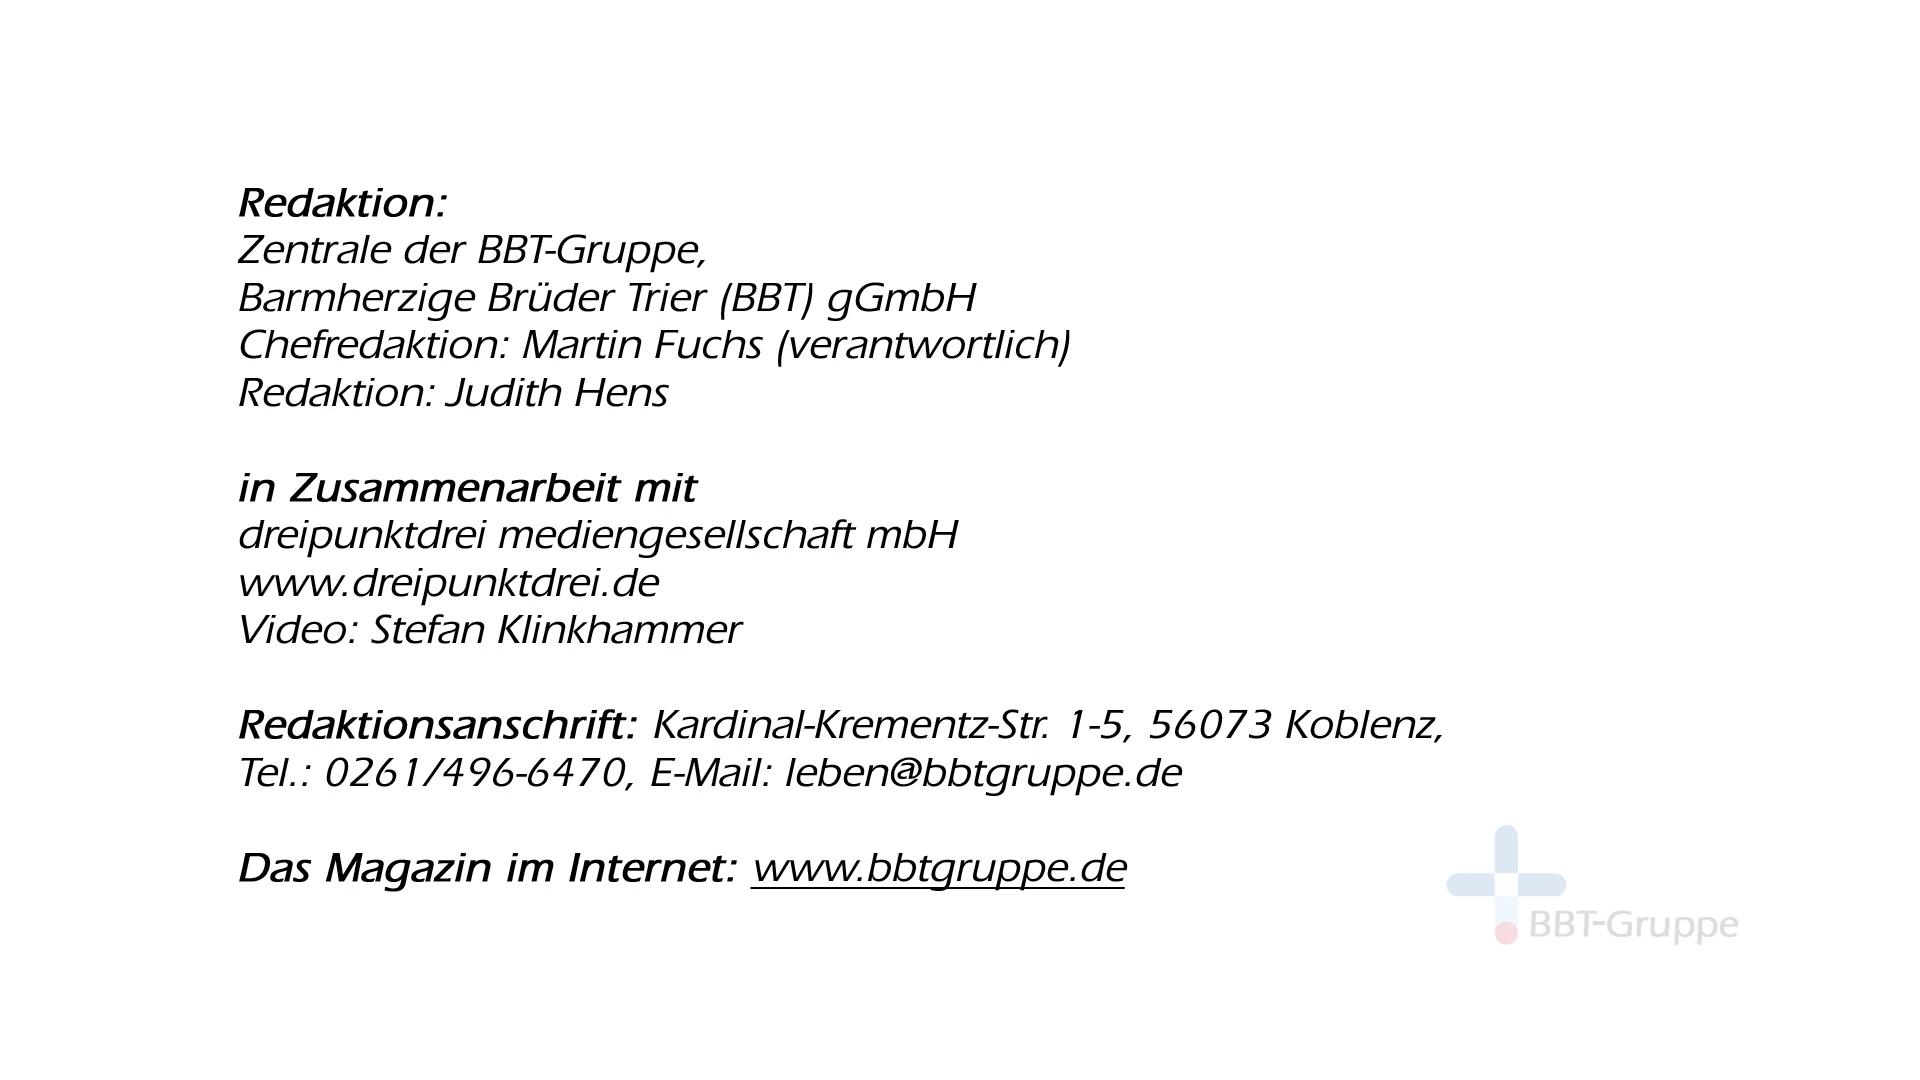 Redaktion:
Zentrale der BBT-Gruppe,
Barmherzige Brüder Trier (BBT) gGmbH
Chefredaktion: Martin Fuchs (verantwortlich)
Redaktion: Judith Hens
in Zusammenarbeit mit
dreipunktdrei mediengesellschaft mbH
www.dreipunktdrei.de
Video: Stefan Klinkhammer
Redaktionsanschrift: Kardinal-Krementz-Str. 1-5, 56073 Koblenz,
Tel.: 0261/496-6470, E-Mail: leben@bbtgruppe.de
Das Magazin im Internet: www.bbtgruppe.de
BBT-Gruppe